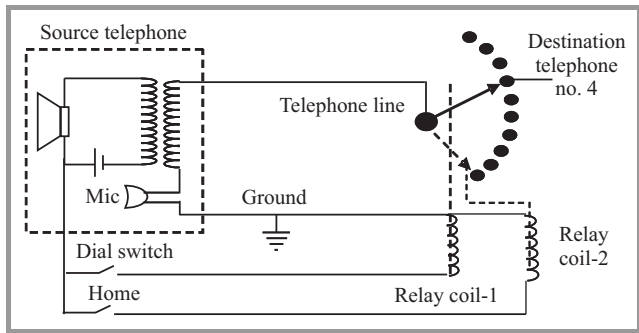 Source telephone
Destination
telephone
no. 4
Telephone line
Mic
Ground
Dial switch
Relay
coil-2
Home
Relay coil-1